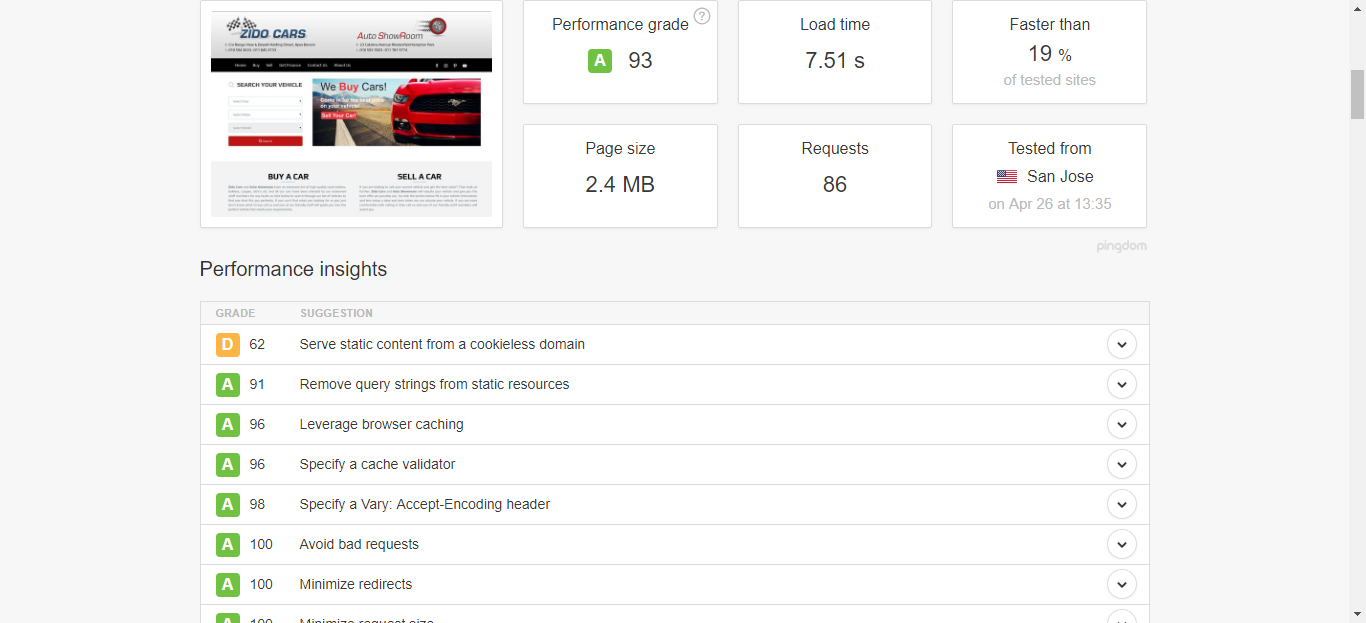 ZIDO CARS
Auto ShowRoom
Home Buy Sell Get Finance Contact Us About Us
SEARCH YOUR VEHICLE
We Buy Cars!
on your vehicle!
Sell Your Car!
BUY A CAR
SELL A CAR
Performance grade ?
A 93
Load time
7.51 s
Faster than
19 %
of tested sites
Page size
2.4 MB
Requests
86
Tested from
San Jose
on Apr 26 at 13:35
pingdom
Performance insights
GRADE SUGGESTION
D 62 Serve static content from a cookieless domain
A 91 Remove query strings from static resources
A 96 Leverage browser caching
A 96 Specify a cache validator
A 98 Specify a Vary: Accept-Encoding header
A 100 Avoid bad requests
A 100 Minimize redirects
A 100 Minimize request size